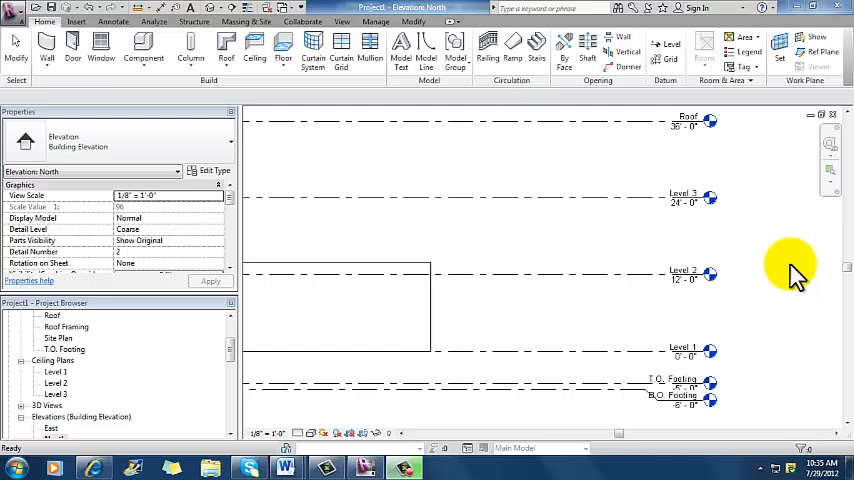 Project1 - Elevation: North
Type a keyword or phrase
Sign In
Home Insert Annotate Analyze Structure Massing & Site Collaborate View Manage Modify
Modify Wall Door Window Component Column Roof Ceiling Floor Curtain System Curtain Grid Mullion Model Text Model Line Model Group Railing Ramp Stairs By Face Shaft Wall Vertical Dormer Level Grid Room Area Legend Tag Set Show Ref Plane Viewer
Select Build Model Circulation Opening Datum Room & Area Work Plane
Properties
Elevation
Building Elevation
Elevation: North Edit Type
Graphics
View Scale 1/8" = 1'-0"
Scale Value 1: 96
Display Model Normal
Detail Level Coarse
Parts Visibility Show Original
Detail Number 2
Rotation on Sheet None
Properties help Apply
Project1 - Project Browser
Roof
Roof Framing
Site Plan
T.O. Footing
Ceiling Plans
Level 1
Level 2
Level 3
3D Views
Elevations (Building Elevation)
East
North
Roof
36' - 0"
Level 3
24' - 0"
Level 2
12' - 0"
Level 1
0' - 0"
T.O. Footing
-5' - 0"
B.O. Footing
-6' - 0"
1/8" = 1'-0"
Ready
:0
Main Model
:0
10:35 AM
7/29/2012